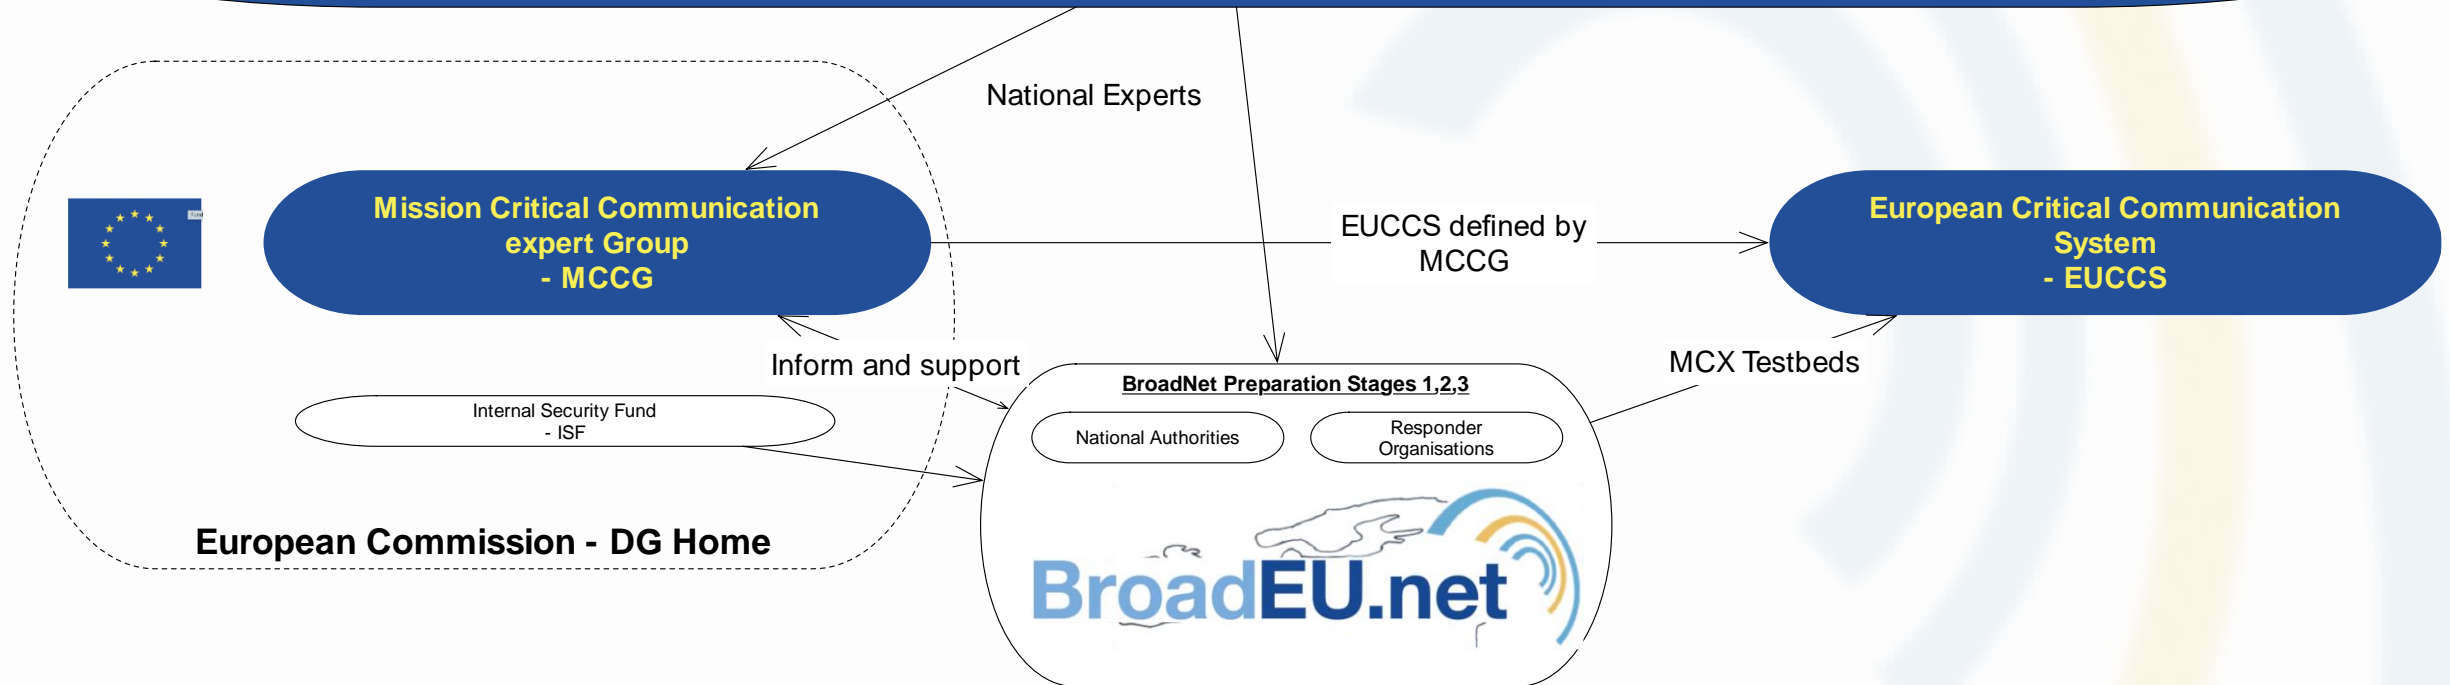 National Experts
Mission Critical Communication
expert Group
- MCCG
EUCCS defined by
MCCG
European Critical Communication
System
- EUCCS
Inform and support
MCX Testbeds
BroadNet Preparation Stages 1,2,3
Internal Security Fund
- ISF
National Authorities
Responder
Organisations
European Commission - DG Home
BroadEU.net